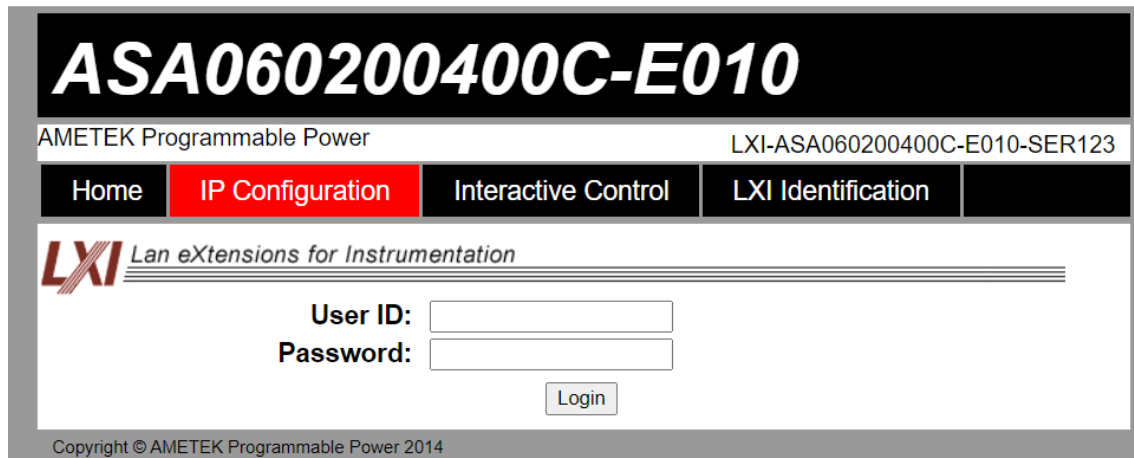 ASA060200400C-E010
AMETEK Programmable Power LXI-ASA060200400C-E010-SER123
Home IP Configuration Interactive Control LXI Identification
LXI Lan eXtensions for Instrumentation
User ID:
Password:
Login
Copyright © AMETEK Programmable Power 2014